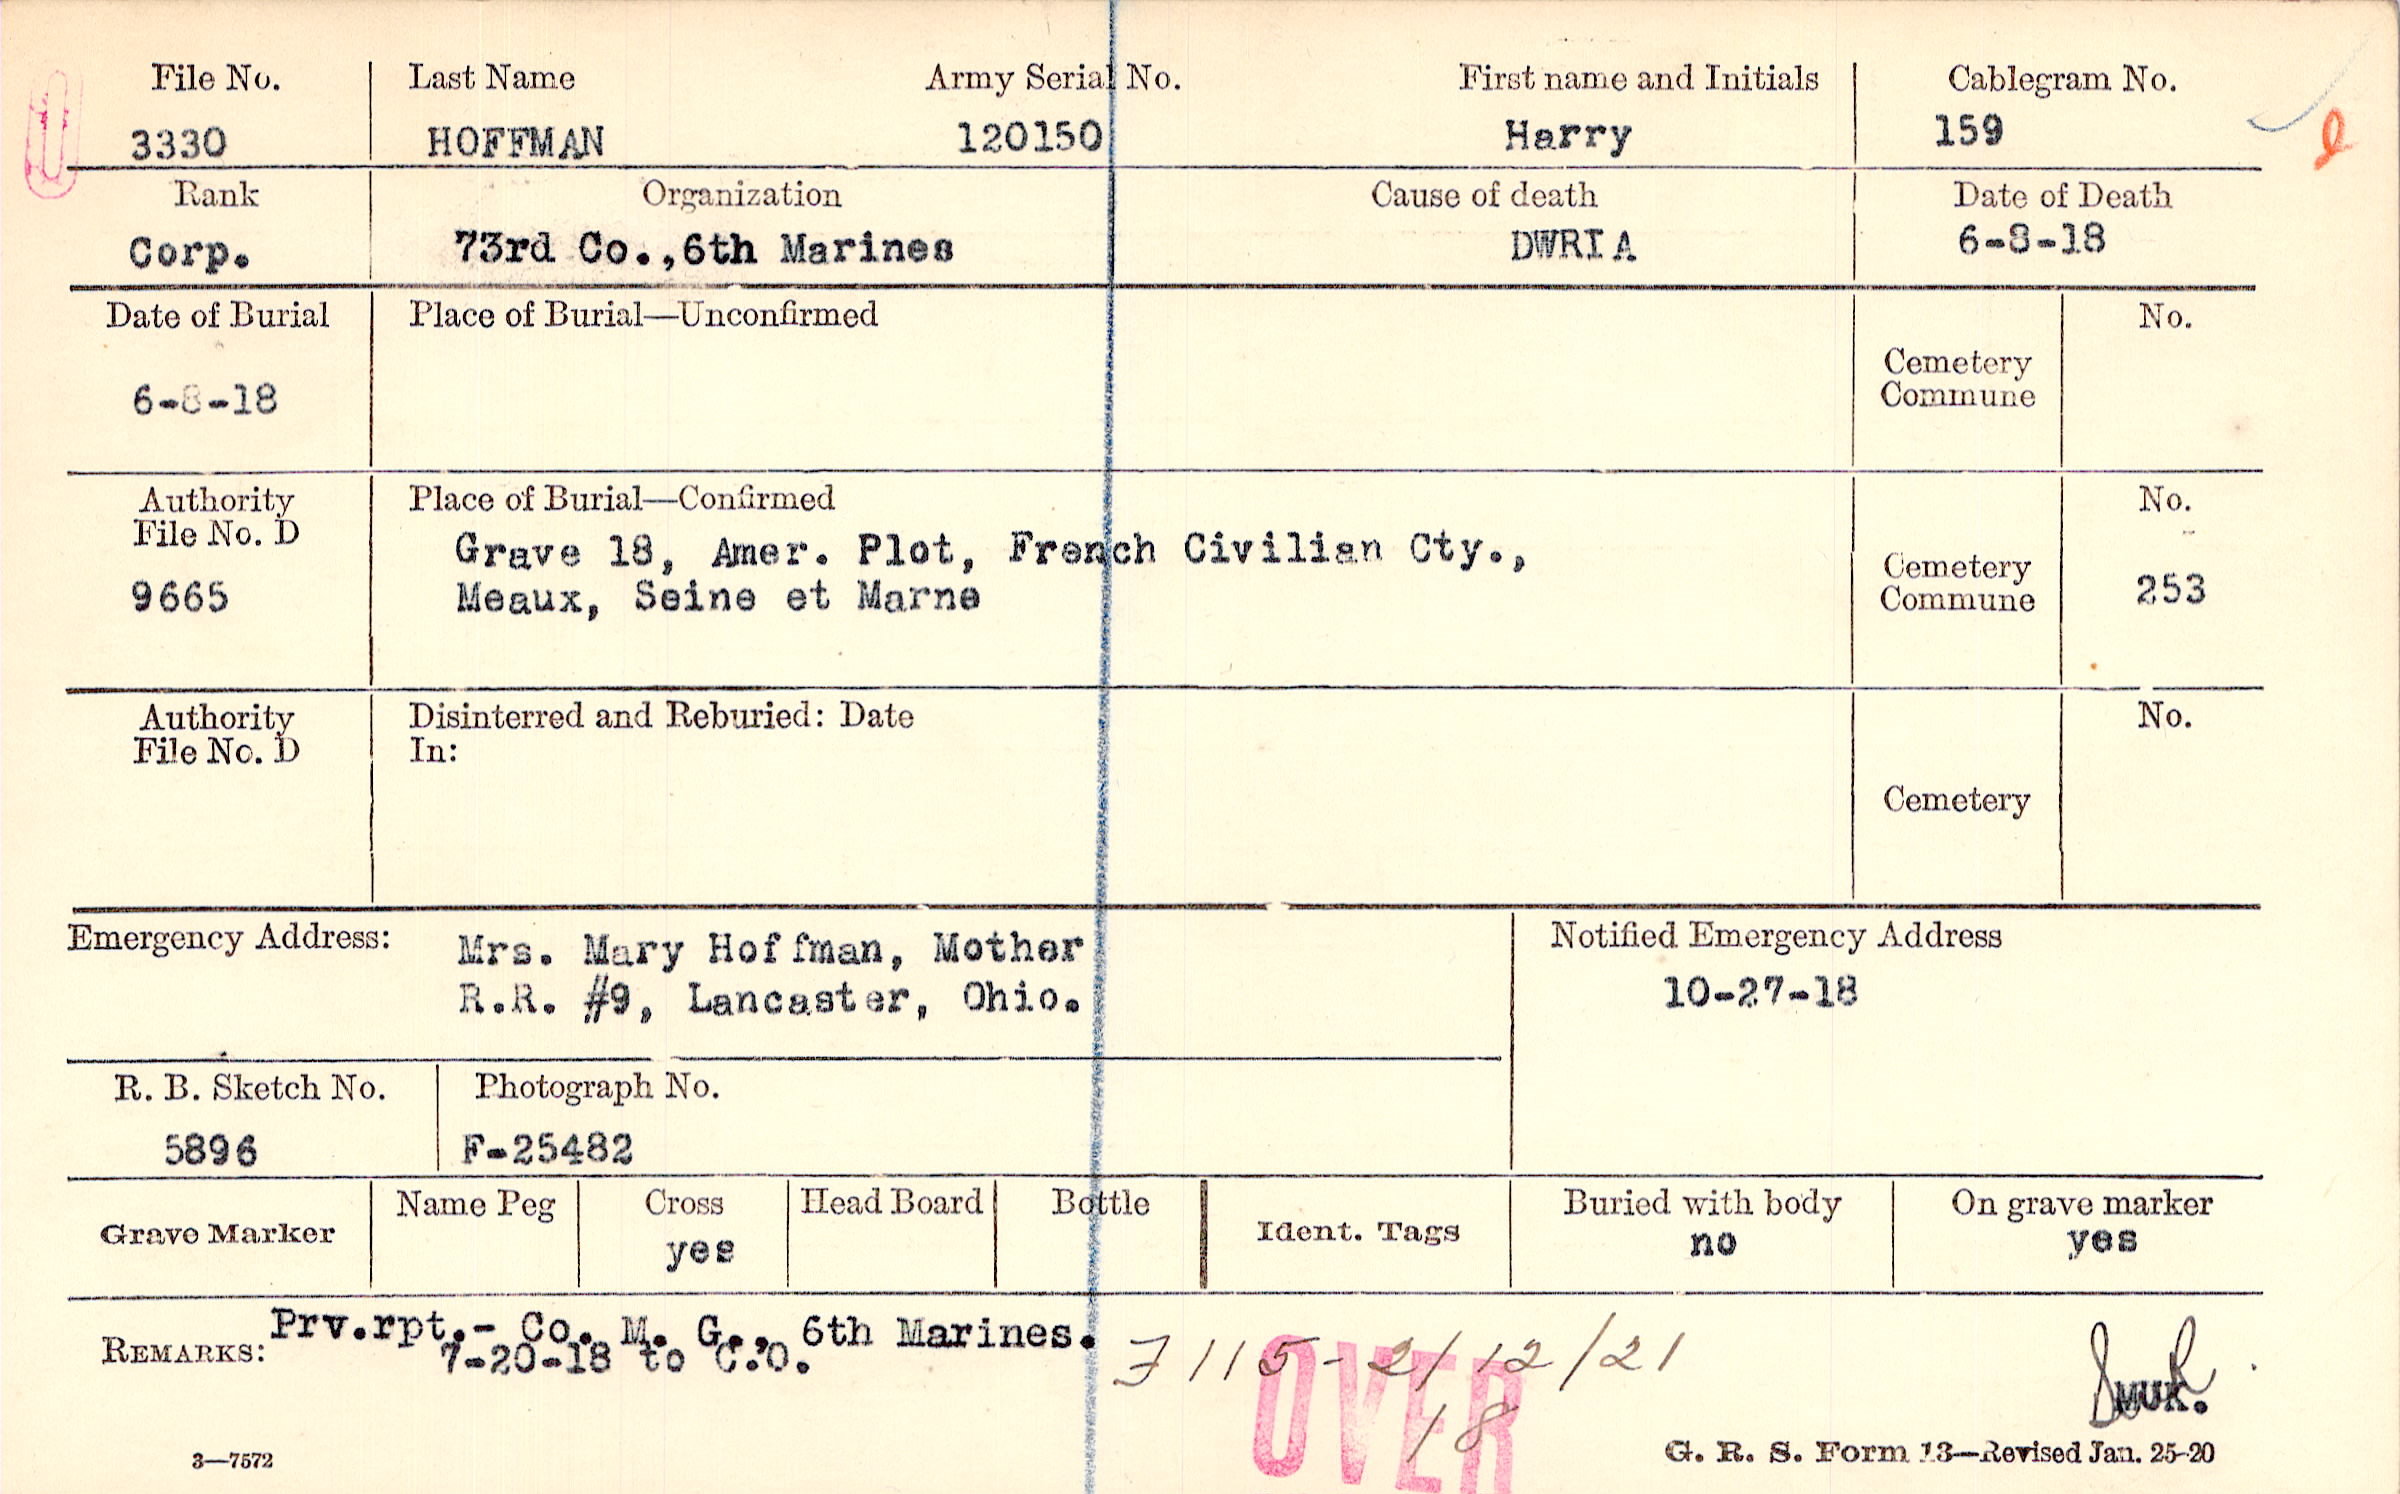 File No. Last Name Army Serial No. First name and Initials Cablegram No.
3330 HOFFMAN 120150 Harry 159
Rank Organization Cause of death Date of Death
Corp. 73rd Co.,6th Marines DWRIA 6-8-18
Date of Burial Place of Burial—Unconfirmed No.
6-8-18
Cemetery
Commune
Authority Place of Burial—Confirmed No.
File No. D
9665
Grave 18, Amer. Plot, French Civilian Cty.,
Meaux, Seine et Marne
Cemetery
Commune
253
Authority Disinterred and Reburied: Date No.
File No. D In:
Cemetery
Emergency Address: Mrs. Mary Hoffman, Mother
R.R. #9, Lancaster, Ohio.
Notified Emergency Address
10-27-18
R. B. Sketch No. Photograph No.
5896 F-25482
Grave Marker Name Peg Cross Head Board Bottle Ident. Tags Buried with body On grave marker
yes no yes
REMARKS: Prv.rpt.- Co. M. G., 6th Marines.
7-20-18 to C.O.
7115-2/12/21
18
OVER
MUK.
3—7572
G. R. S. Form 13—Revised Jan. 25-20